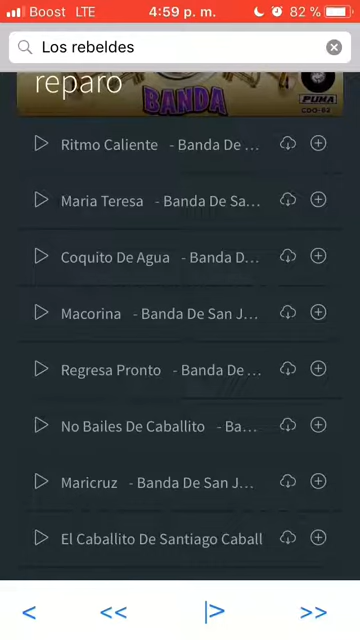 Boost LTE 4:59 p. m. 82 %
Los rebeldes
reparo
BANDA
PUMA
Ritmo Caliente - Banda De ...
Maria Teresa - Banda De Sa...
Coquito De Agua - Banda D...
Macorina - Banda De San J...
Regresa Pronto - Banda De ...
No Bailes De Caballito - Ba...
Maricruz - Banda De San J...
El Caballito De Santiago Caball
< << |> >>